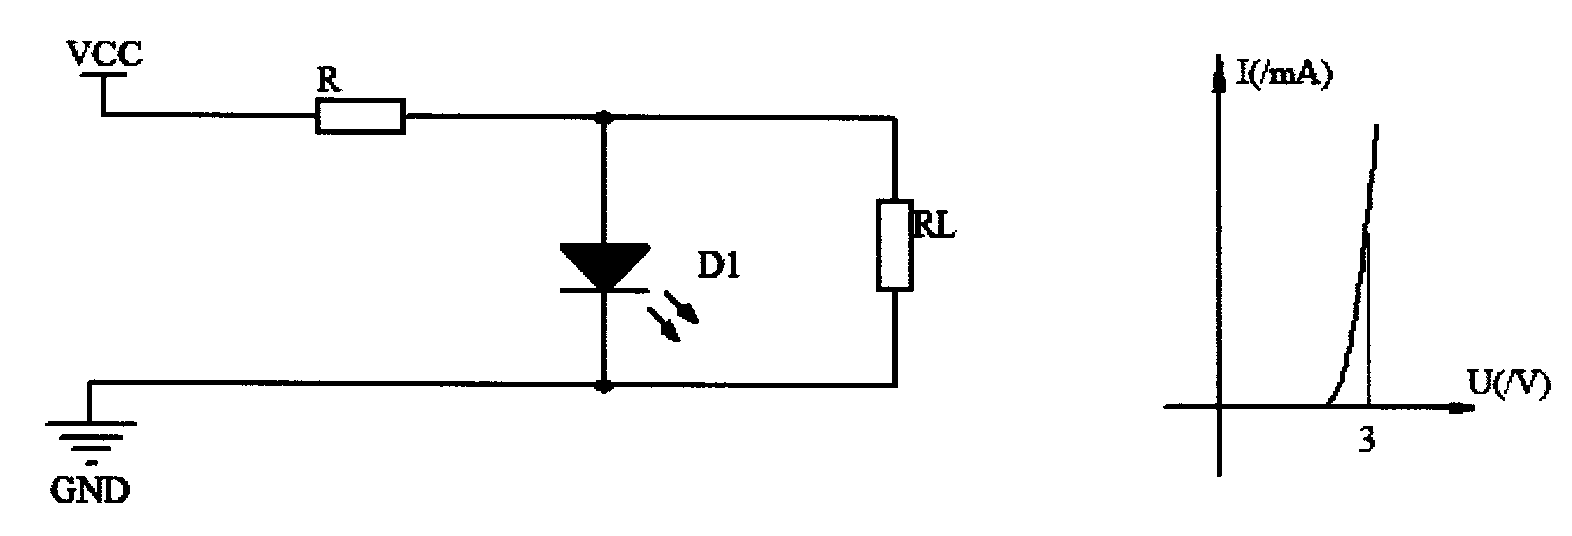 VCC
R
D1
RL
GND
I(/mA)
U(/V)
3